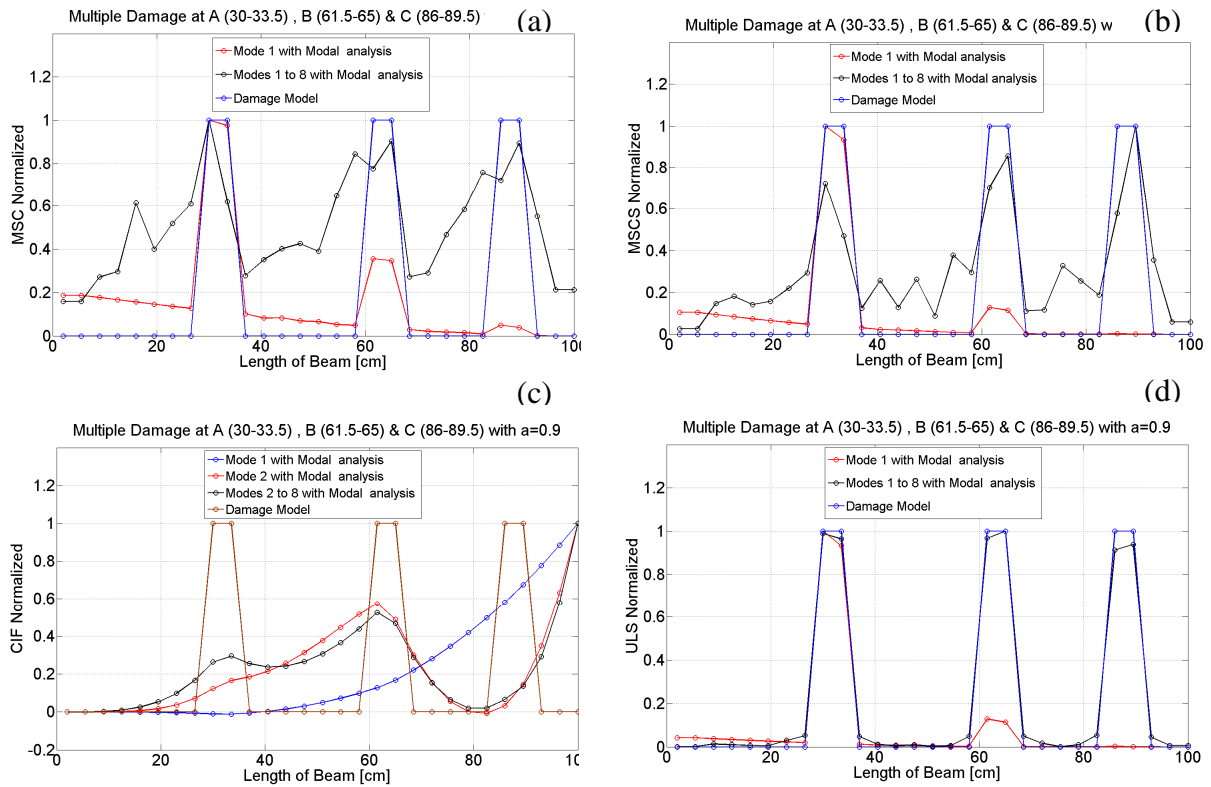 Multiple Damage at A (30-33.5) , B (61.5-65) & C (86-89.5)
(a)
Mode 1 with Modal analysis
Modes 1 to 8 with Modal analysis
Damage Model
MSC Normalized
1.2
1
0.8
0.6
0.4
0.2
0
0
20
40
60
80
100
Length of Beam [cm]
Multiple Damage at A (30-33.5) , B (61.5-65) & C (86-89.5) w
(b)
Mode 1 with Modal analysis
Modes 1 to 8 with Modal analysis
Damage Model
MSCS Normalized
1.2
1
0.8
0.6
0.4
0.2
0
0
20
40
60
80
100
Length of Beam [cm]
(c)
Multiple Damage at A (30-33.5) , B (61.5-65) & C (86-89.5) with a=0.9
Mode 1 with Modal analysis
Mode 2 with Modal analysis
Modes 2 to 8 with Modal analysis
Damage Model
CIF Normalized
1.2
1
0.8
0.6
0.4
0.2
0
-0.2
0
20
40
60
80
100
Length of Beam [cm]
(d)
Multiple Damage at A (30-33.5) , B (61.5-65) & C (86-89.5) with a=0.9
Mode 1 with Modal analysis
Modes 1 to 8 with Modal analysis
Damage Model
ULS Normalized
1.2
1
0.8
0.6
0.4
0.2
0
0
20
40
60
80
100
Length of Beam [cm]